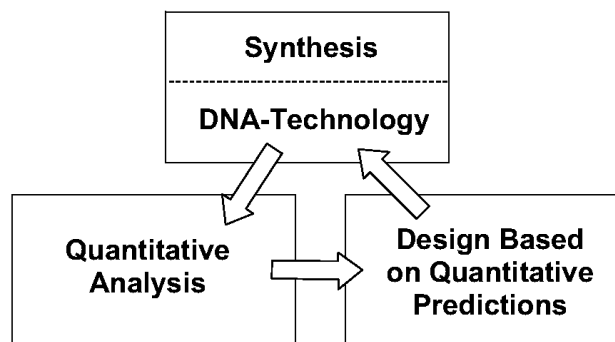 Synthesis
DNA-Technology
Quantitative
Analysis
Design Based
on Quantitative
Predictions